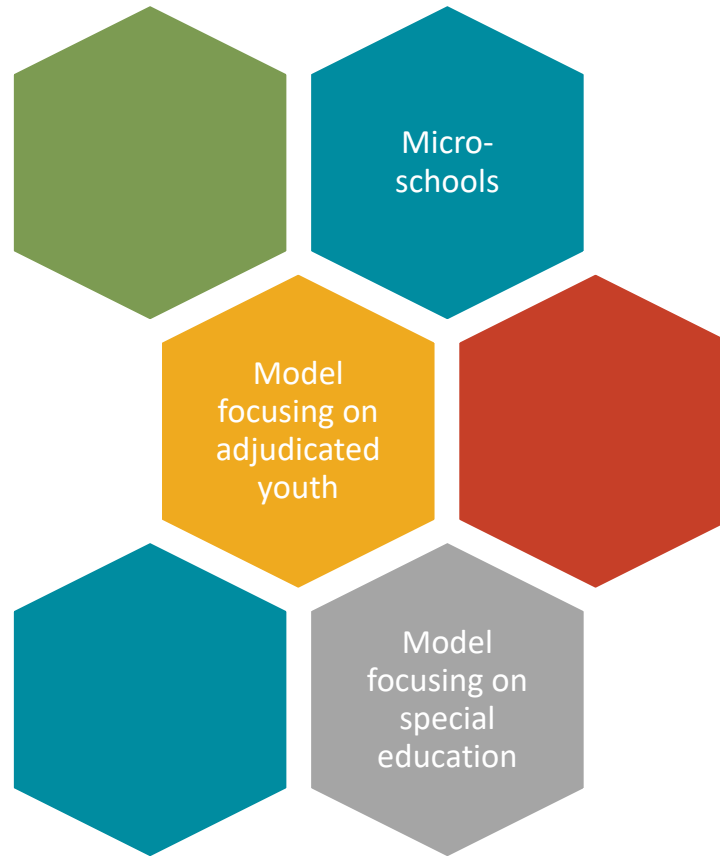 Micro-
schools
Model
focusing on
adjudicated
youth
Model
focusing on
special
education